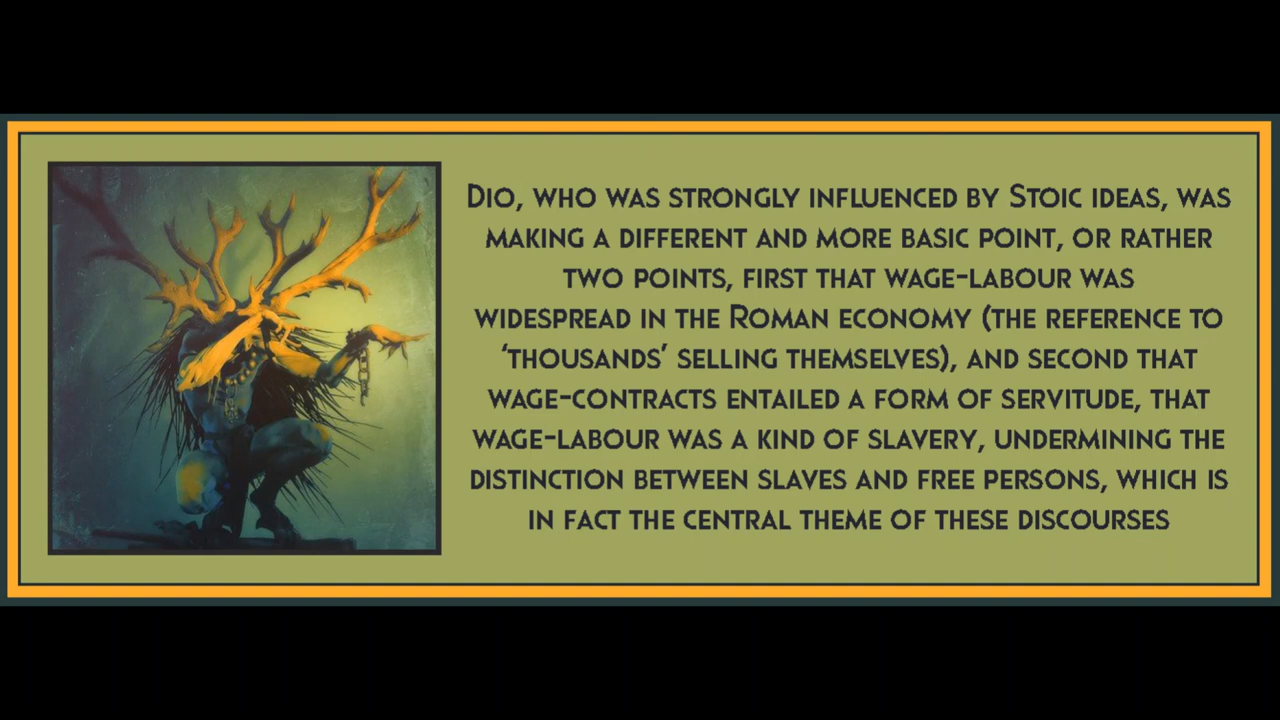 Dio, who was strongly influenced by Stoic ideas, was
making a different and more basic point, or rather
two points, first that wage-labour was
widespread in the Roman economy (the reference to
‘thousands’ selling themselves), and second that
wage-contracts entailed a form of servitude, that
wage-labour was a kind of slavery, undermining the
distinction between slaves and free persons, which is
in fact the central theme of these discourses